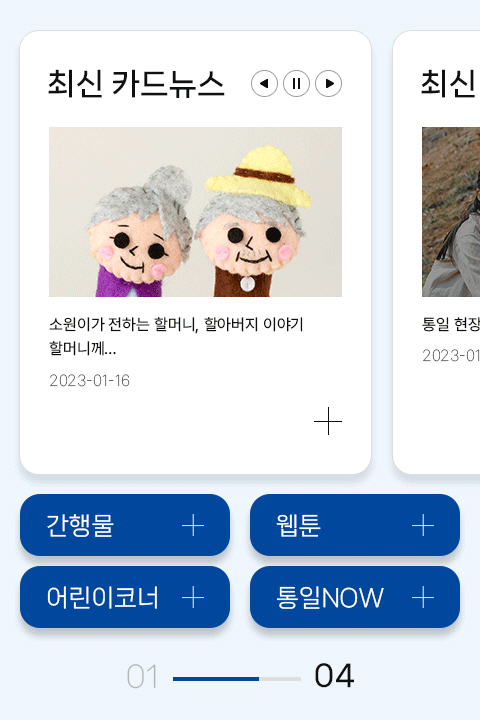 최신 카드뉴스
최신
소원이가 전하는 할머니, 할아버지 이야기
할머니께...
2023-01-16
통일 현장
2023-01
간행물
웹툰
어린이코너
통일NOW
01
04